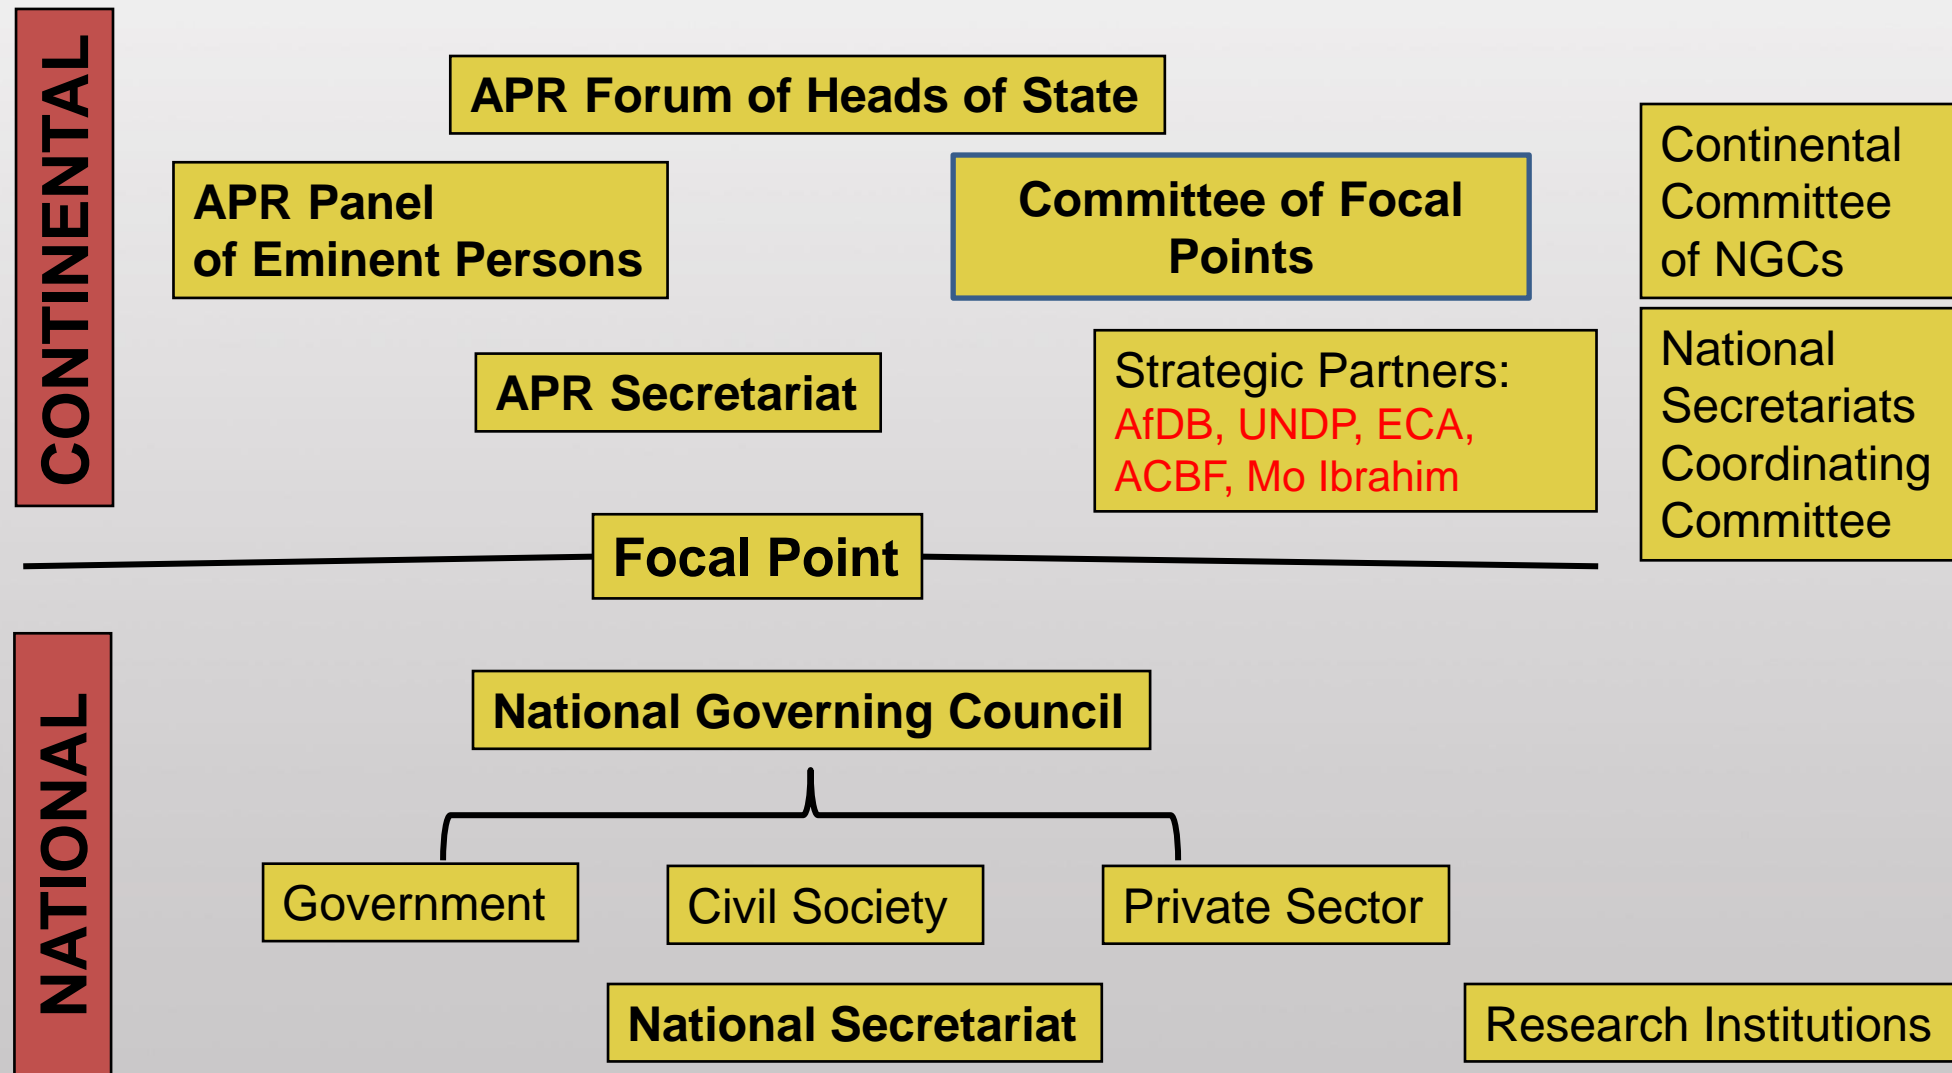 CONTINENTAL
APR Forum of Heads of State
APR Panel
of Eminent Persons
Committee of Focal
Points
Continental
Committee
of NGCs
APR Secretariat
Strategic Partners:
AfDB, UNDP, ECA,
ACBF, Mo Ibrahim
National
Secretariats
Coordinating
Committee
Focal Point
NATIONAL
National Governing Council
Government
Civil Society
Private Sector
National Secretariat
Research Institutions